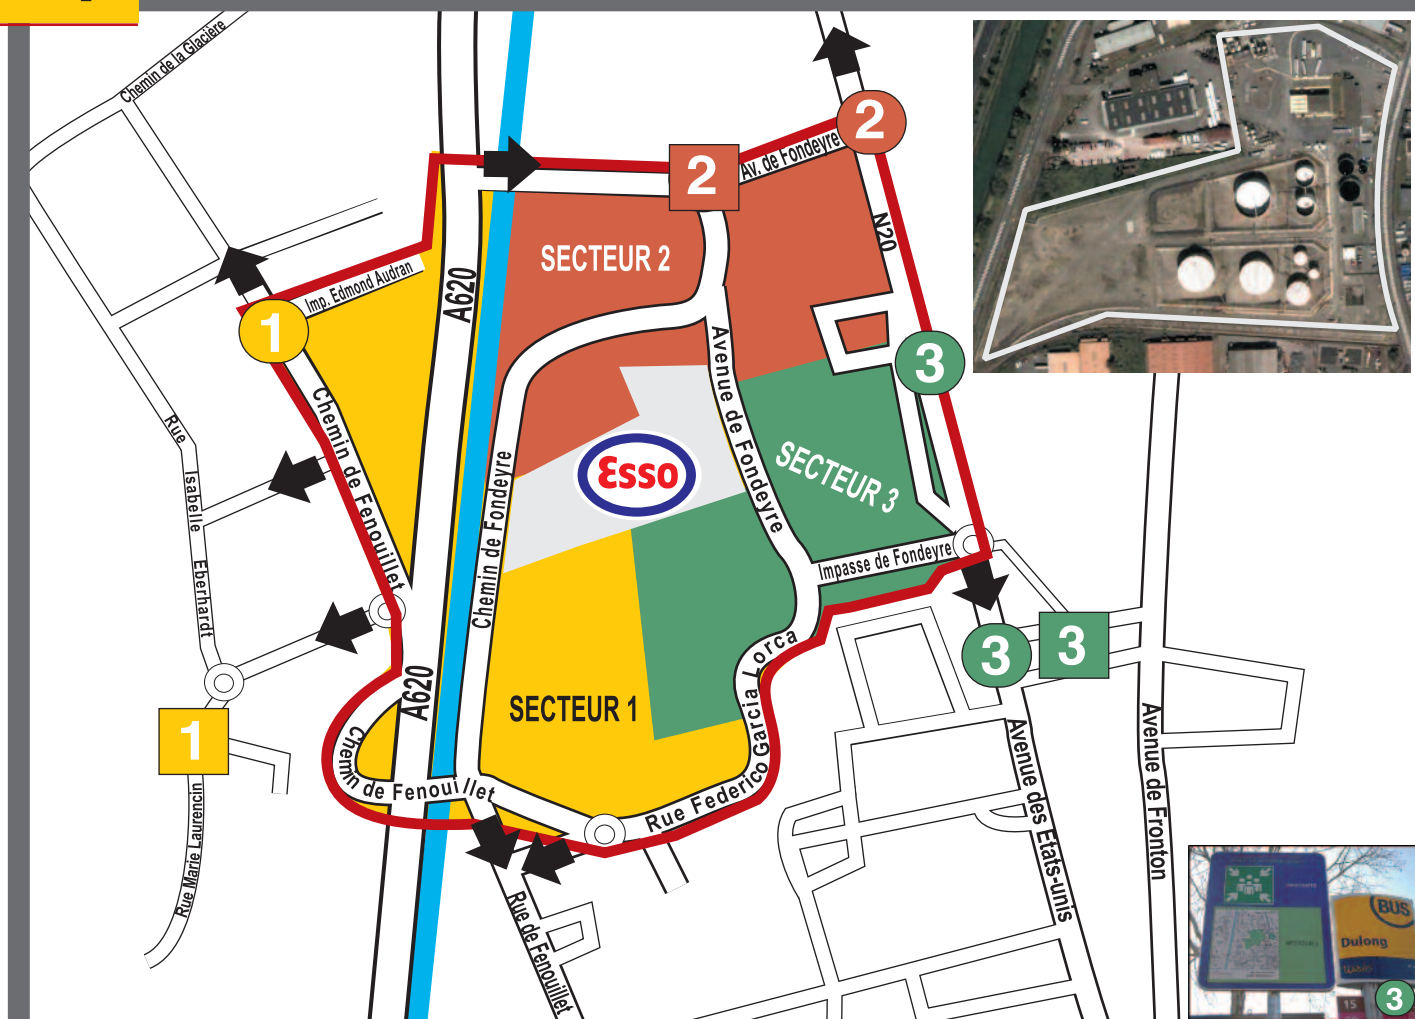 Chemin de la Glacière
2
2
Av. de Fondeyre
N20
SECTEUR 2
A620
Imp. Edmond Audran
1
Chemin de Fenouillet
Avenue de Fondeyre
3
SECTEUR 3
Esso
Chemin de Fondeyre
Rue Isabelle Eberhardt
Impasse de Fondeyre
3
3
A620
SECTEUR 1
Rue Federico Garcia Lorca
Chemin de Fenouillet
1
Rue Marie Laurencin
Rue de Fenouillet
Avenue des Etats-unis
Avenue de Fronton
BUS
Dulong
15
3